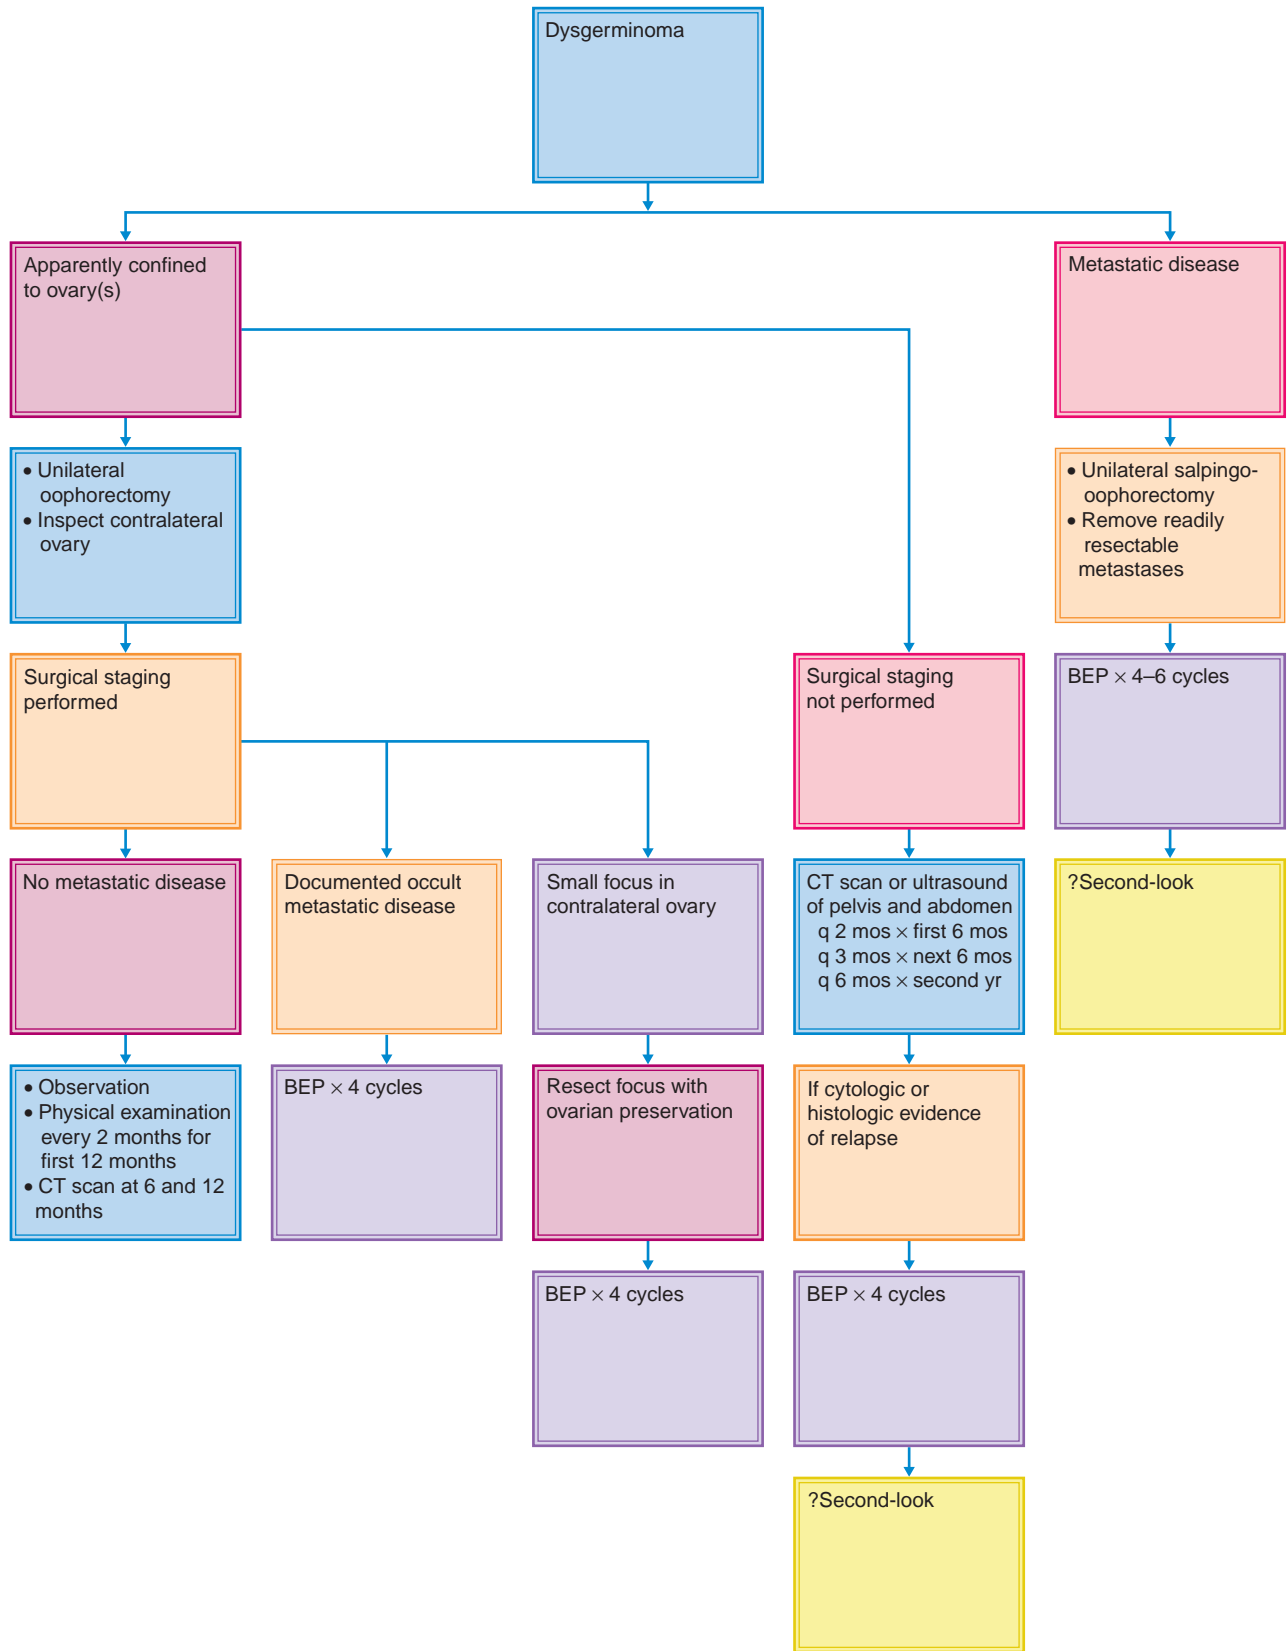 Dysgerminoma
Apparently confined
to ovary(s)
Metastatic disease
• Unilateral
oophorectomy
• Inspect contralateral
ovary
• Unilateral salpingo-
oophorectomy
• Remove readily
resectable
metastases
Surgical staging
performed
Surgical staging
not performed
BEP × 4–6 cycles
No metastatic disease
Documented occult
metastatic disease
Small focus in
contralateral ovary
CT scan or ultrasound
of pelvis and abdomen
q 2 mos × first 6 mos
q 3 mos × next 6 mos
q 6 mos × second yr
?Second-look
• Observation
• Physical examination
every 2 months for
first 12 months
• CT scan at 6 and 12
months
BEP × 4 cycles
Resect focus with
ovarian preservation
If cytologic or
histologic evidence
of relapse
BEP × 4 cycles
BEP × 4 cycles
?Second-look